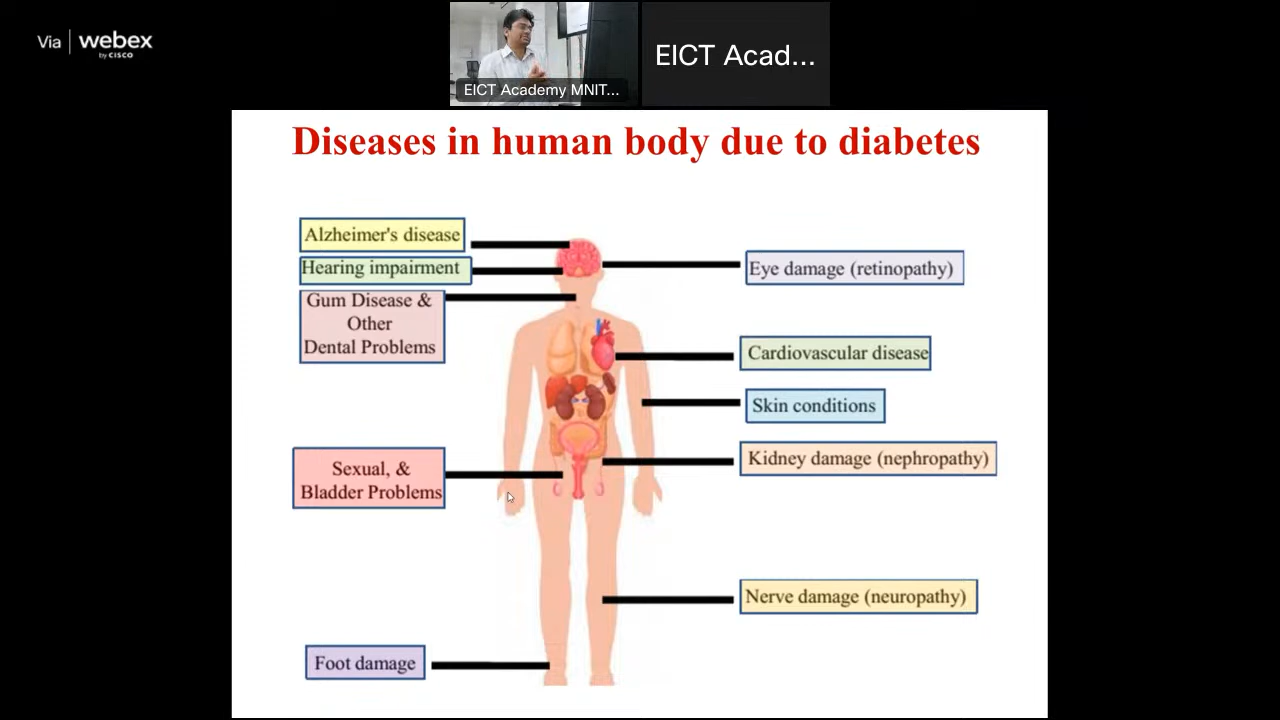 Via | webex
by CISCO
EICT Academy MNIT...
EICT Acad...
Diseases in human body due to diabetes
Alzheimer's disease
Hearing impairment
Gum Disease &
Other
Dental Problems
Sexual, &
Bladder Problems
Foot damage
Eye damage (retinopathy)
Cardiovascular disease
Skin conditions
Kidney damage (nephropathy)
Nerve damage (neuropathy)